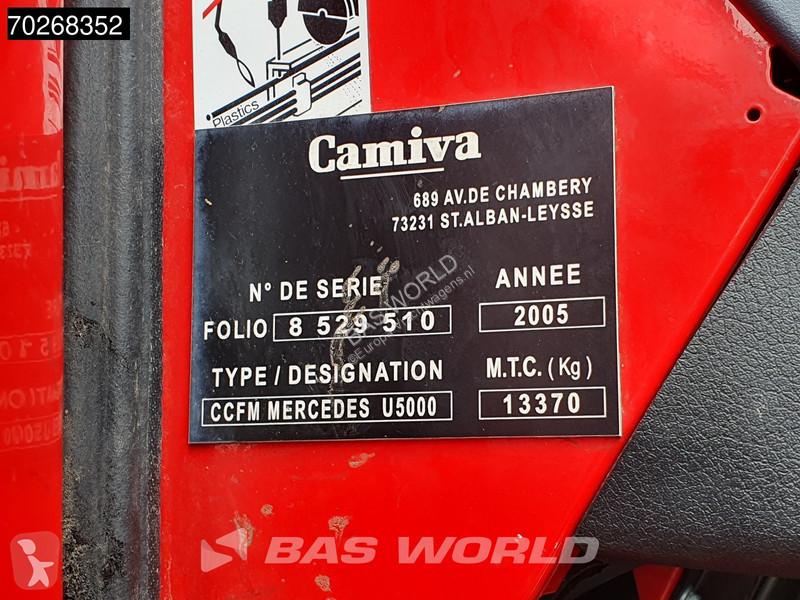 70268352
Plastics
Camiva
689 AV.DE CHAMBERY
73231 ST.ALBAN-LEYSSE
N° DE SERIE
ANNEE
FOLIO 8 529 510
2005
BAS WORLD
TYPE / DESIGNATION
M.T.C. (Kg)
CCFM MERCEDES U5000
13370
BAS WORLD